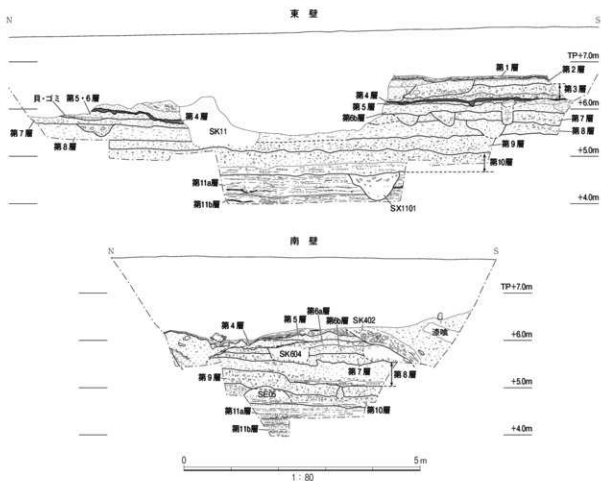 東壁
N
S
TP+7.0m
第1層
第2層
第3層
貝・ゴミ
第5・6層
第4層
第4層
第5層
第6b層
+6.0m
第7層
第8層
SK11
第7層
第8層
第9層
+5.0m
第10層
第11a層
第11b層
SX1101
+4.0m
南壁
N
S
TP+7.0m
第6a層
第6b層
SK402
第5層
第4層
漆喰
+6.0m
SK604
第9層
第7層
第8層
+5.0m
SE05
第11a層
第10層
第11b層
+4.0m
0
5m
1:80